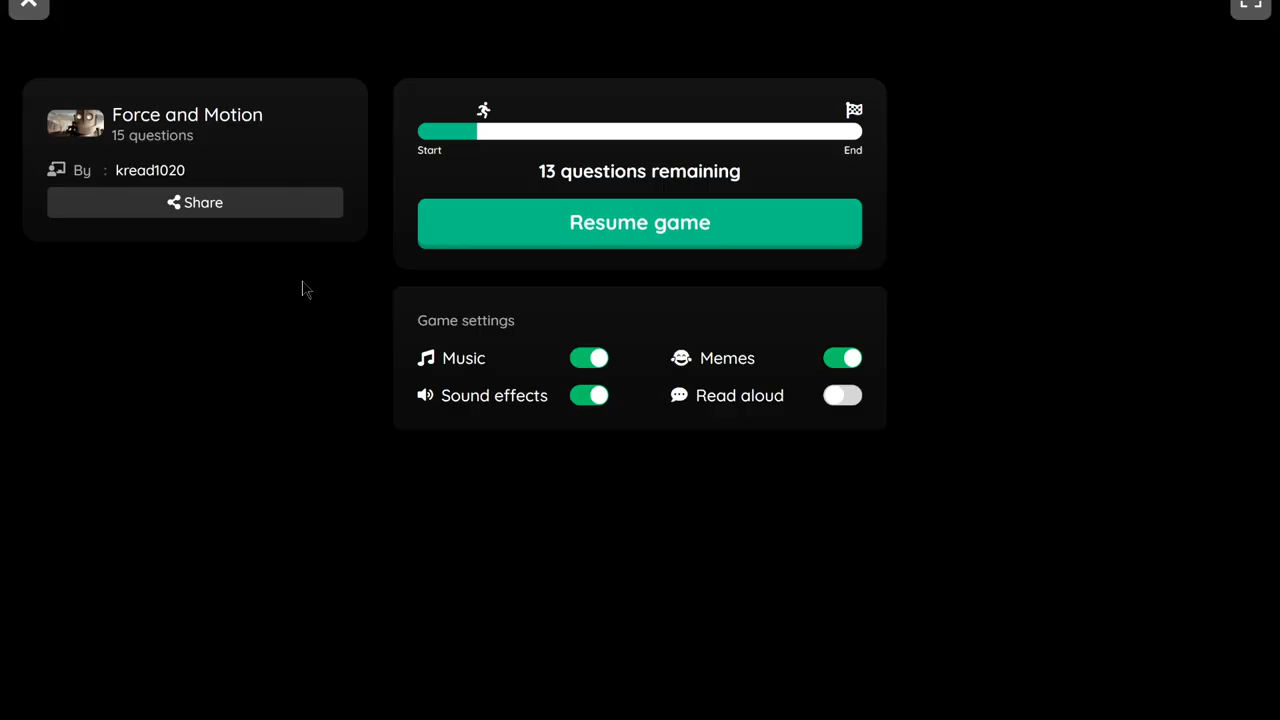 Force and Motion
15 questions
By : kread1020
Share
Start
End
13 questions remaining
Resume game
Game settings
Music
Memes
Sound effects
Read aloud